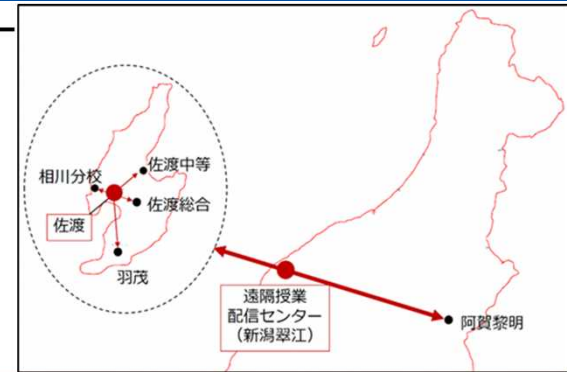 相川分校
佐渡中等
佐渡総合
佐渡
羽茂
遠隔授業
配信センター
（新潟翠江）
阿賀黎明